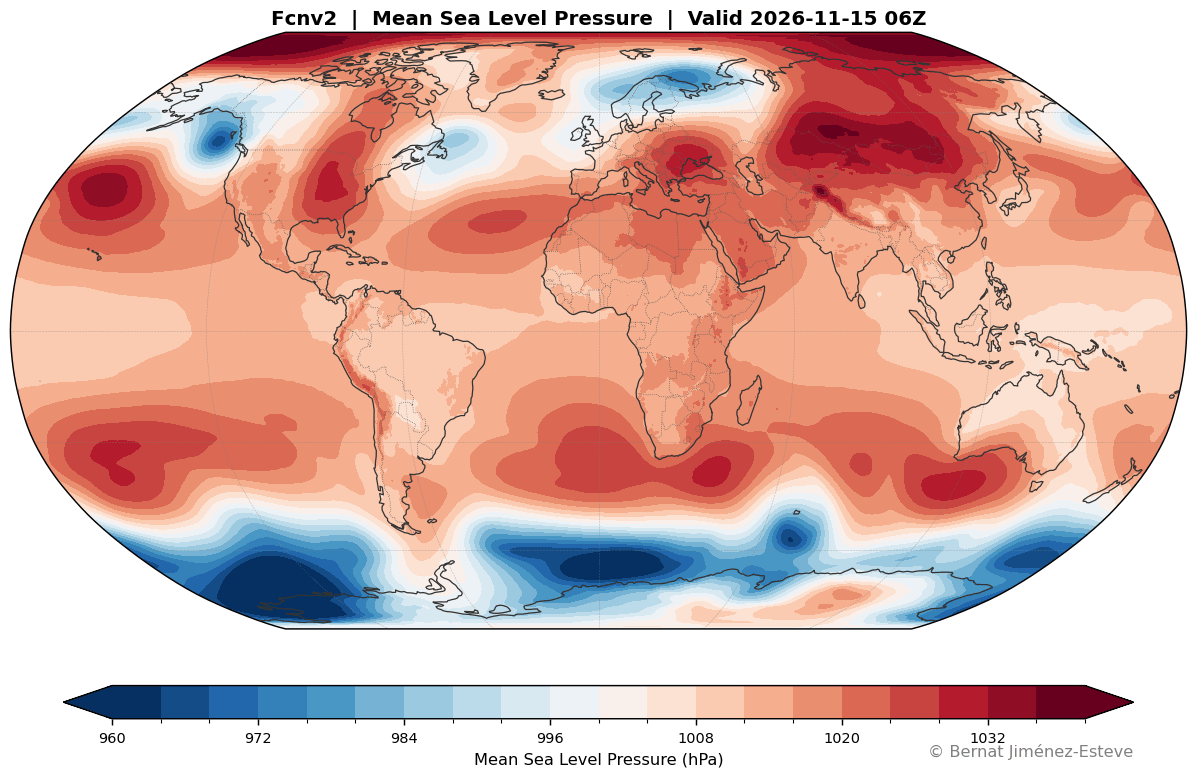 Fcnv2 | Mean Sea Level Pressure | Valid 2026-11-15 06Z
960 972 984 996 1008 1020 1032
Mean Sea Level Pressure (hPa)
© Bernat Jiménez-Esteve